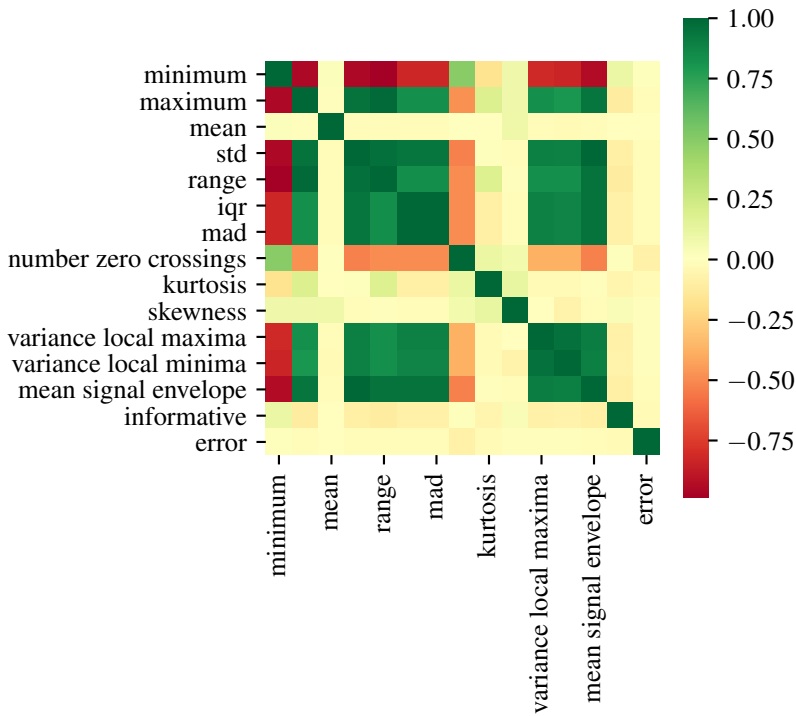 minimum
maximum
mean
std
range
iqr
mad
number zero crossings
kurtosis
skewness
variance local maxima
variance local minima
mean signal envelope
informative
error
minimum
mean
range
mad
kurtosis
variance local maxima
mean signal envelope
error
1.00
0.75
0.50
0.25
0.00
−0.25
−0.50
−0.75